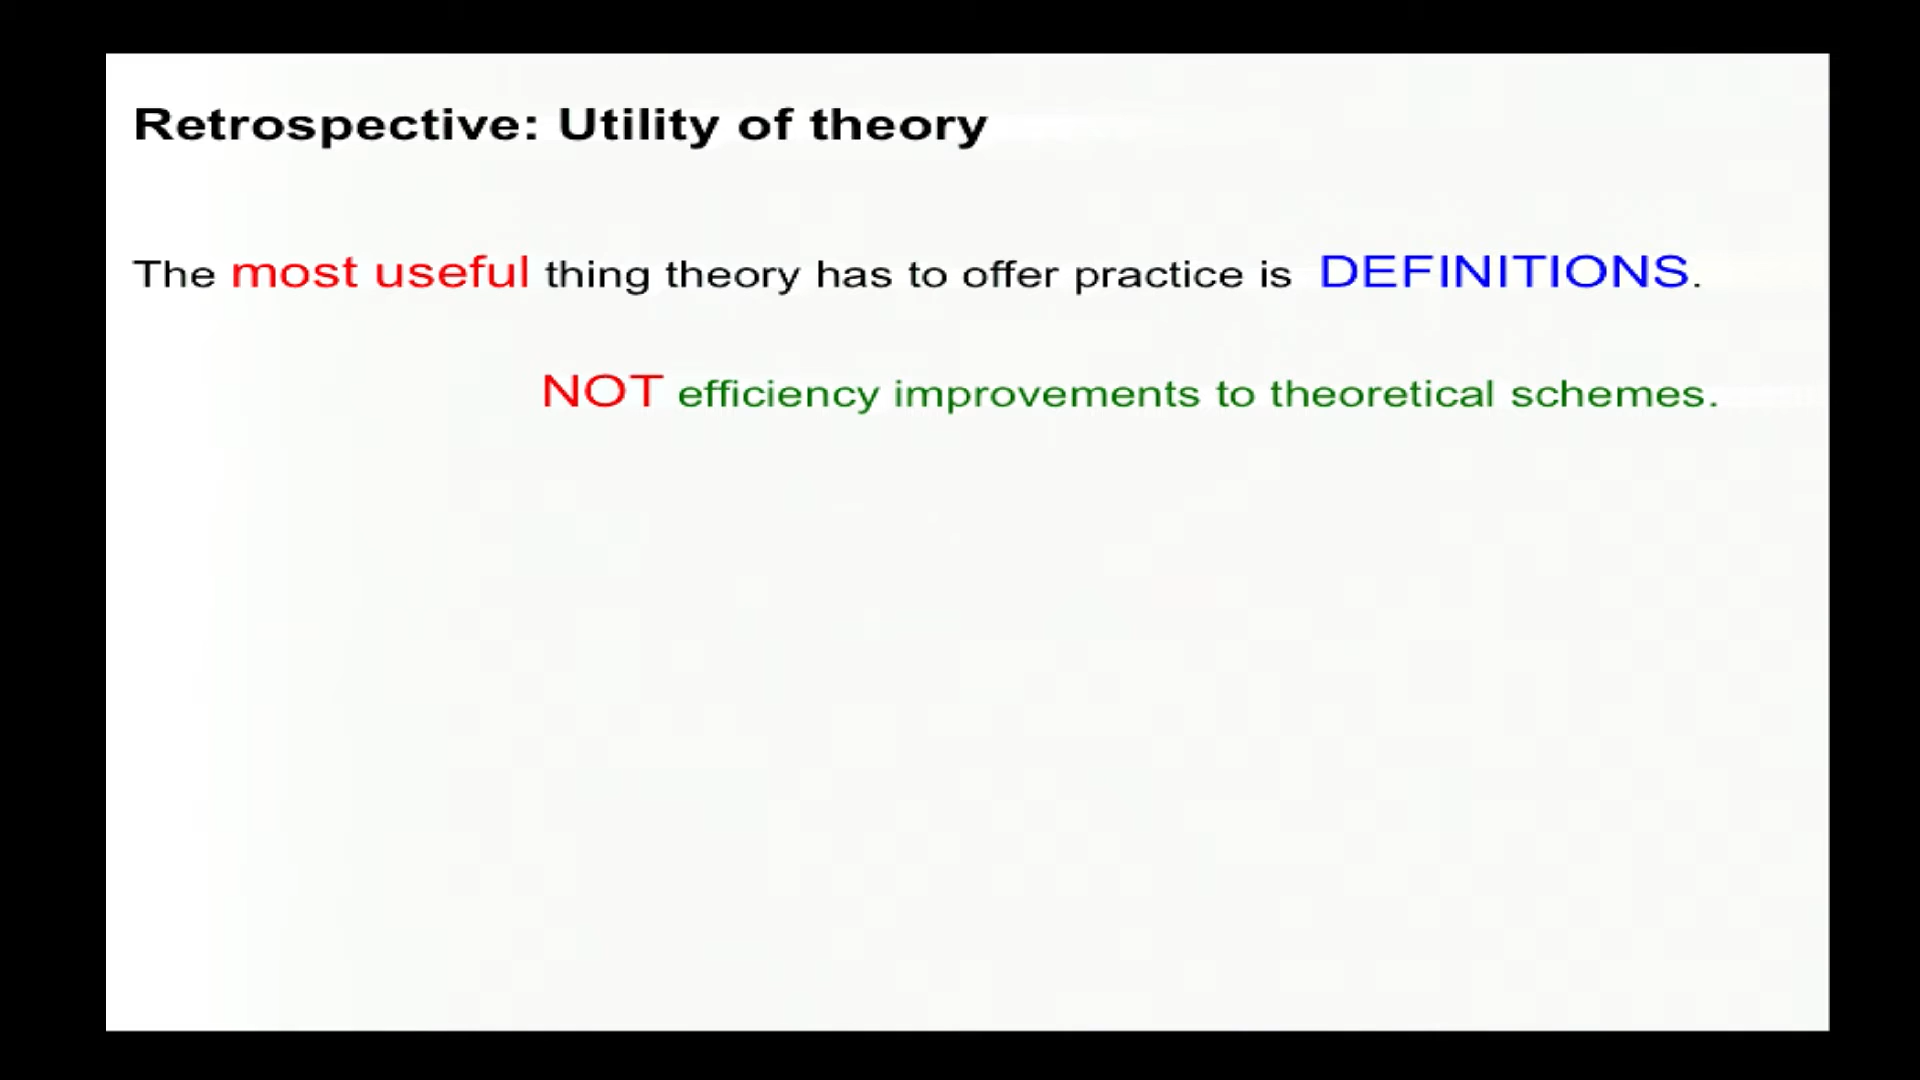 Retrospective: Utility of theory
The most useful thing theory has to offer practice is DEFINITIONS.
NOT efficiency improvements to theoretical schemes.